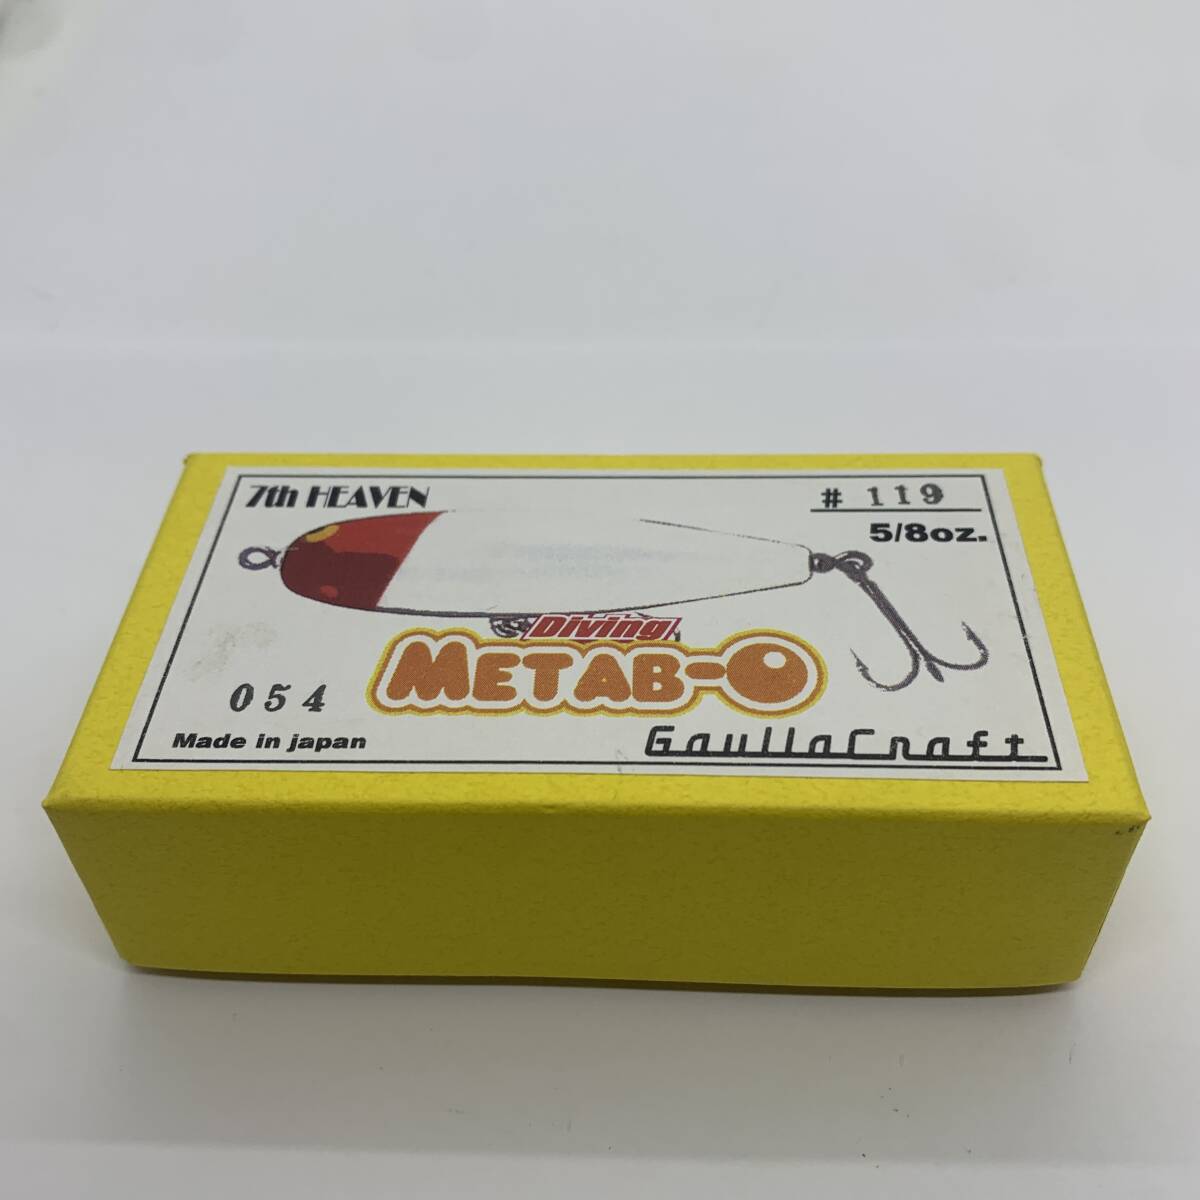 7th HEAVEN
# 119
5/8oz.
Diving
METAB-O
054
Made in japan
GaullaCraft